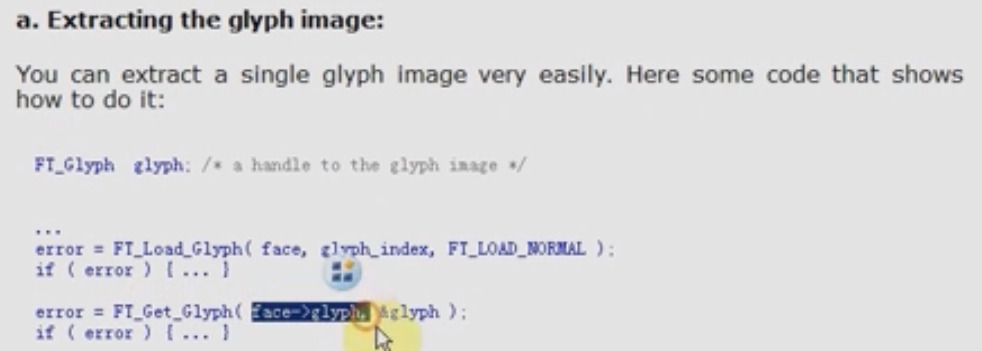 a. Extracting the glyph image:
You can extract a single glyph image very easily. Here some code that shows
how to do it:
FT_Glyph glyph; /* a handle to the glyph image */
...
error = FT_Load_Glyph( face, glyph_index, FT_LOAD_NORMAL );
if ( error ) { ... }
error = FT_Get_Glyph( face->glyph, &glyph );
if ( error ) { ... }